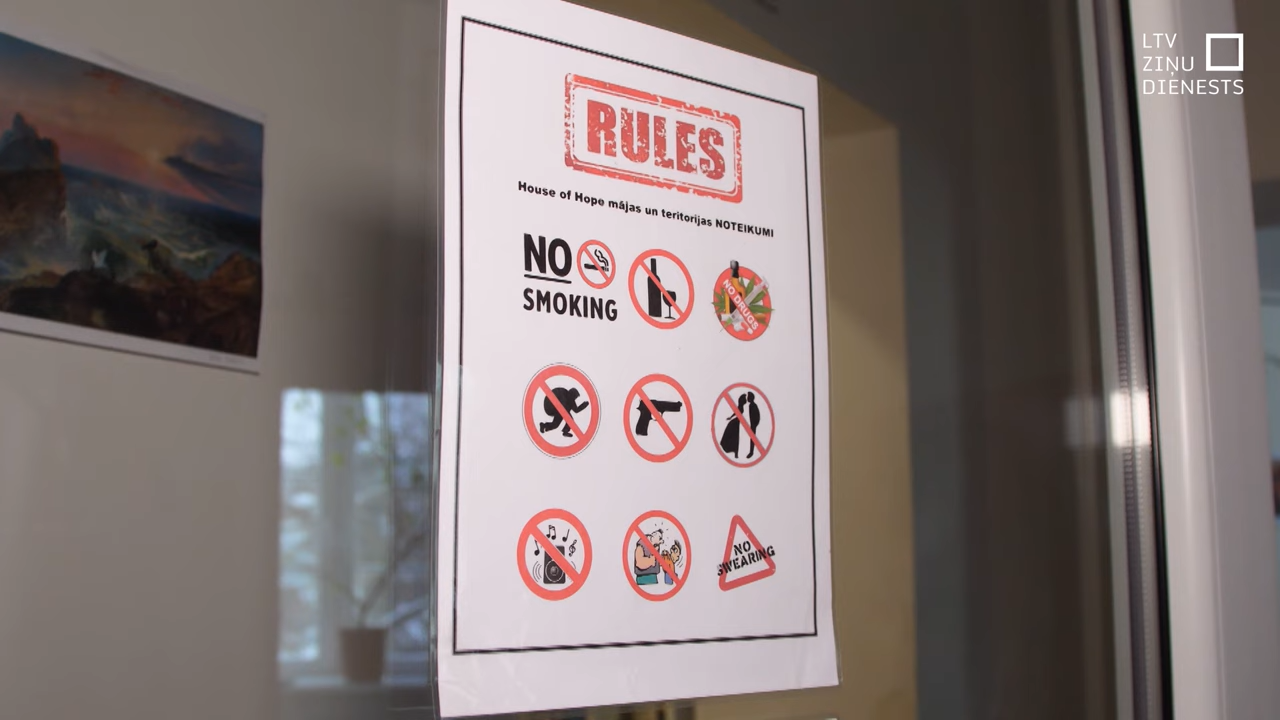 LTV
ZIŅU
DIENESTS
RULES
House of Hope mājas un teritorijas NOTEIKUMI
NO
SMOKING
NO DRUGS
NO
SWEARING